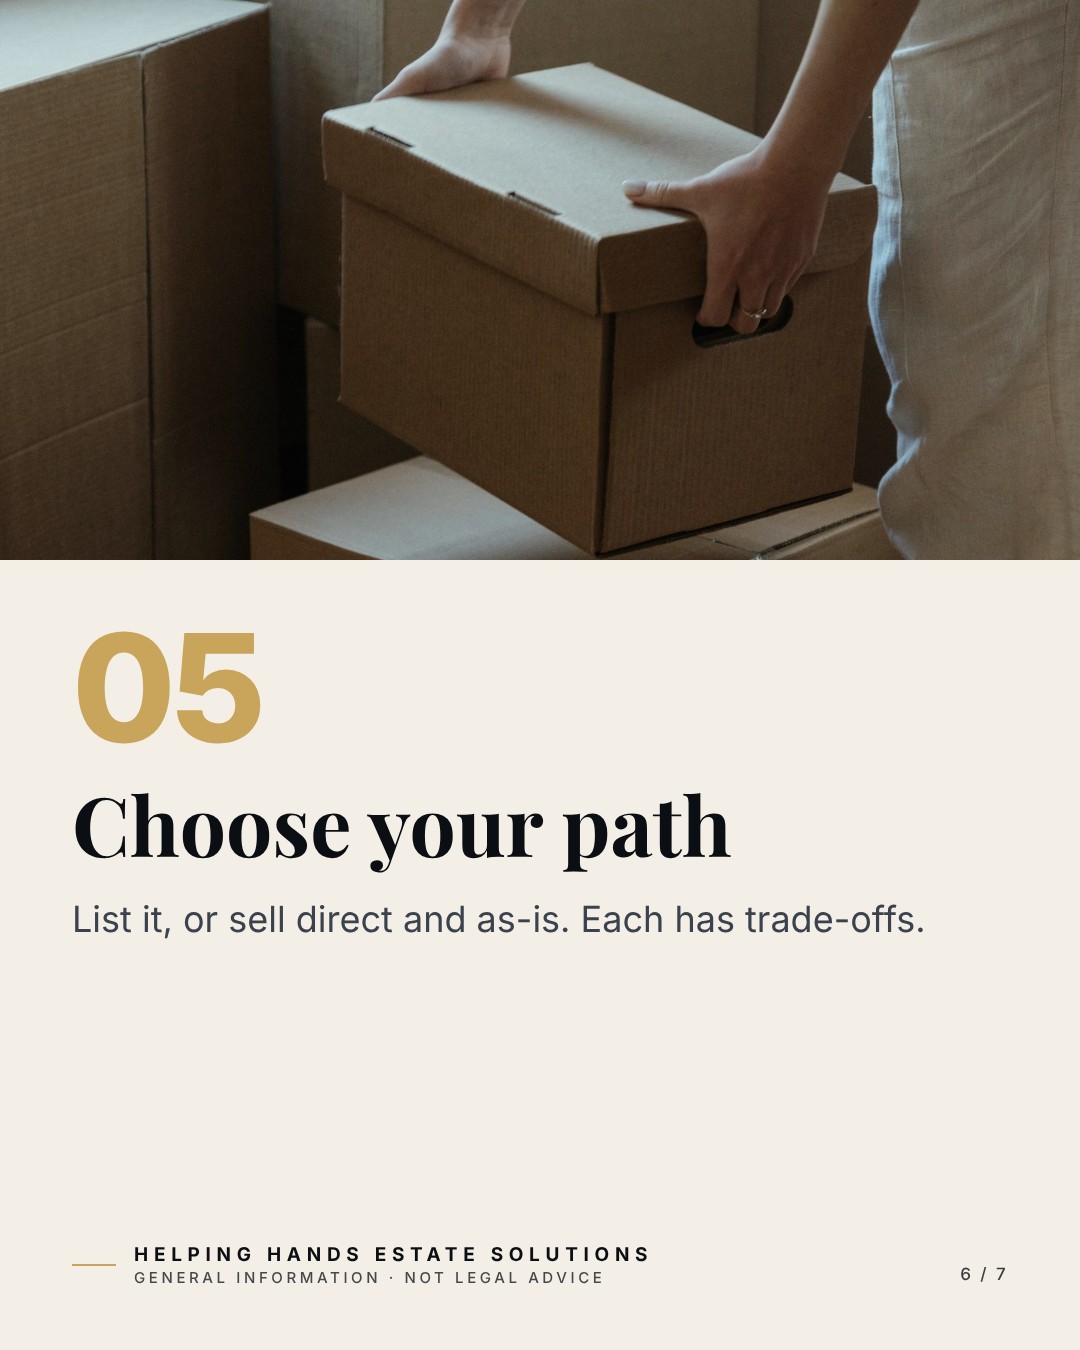 05
Choose your path
List it, or sell direct and as-is. Each has trade-offs.
HELPING HANDS ESTATE SOLUTIONS
GENERAL INFORMATION · NOT LEGAL ADVICE
6 / 7